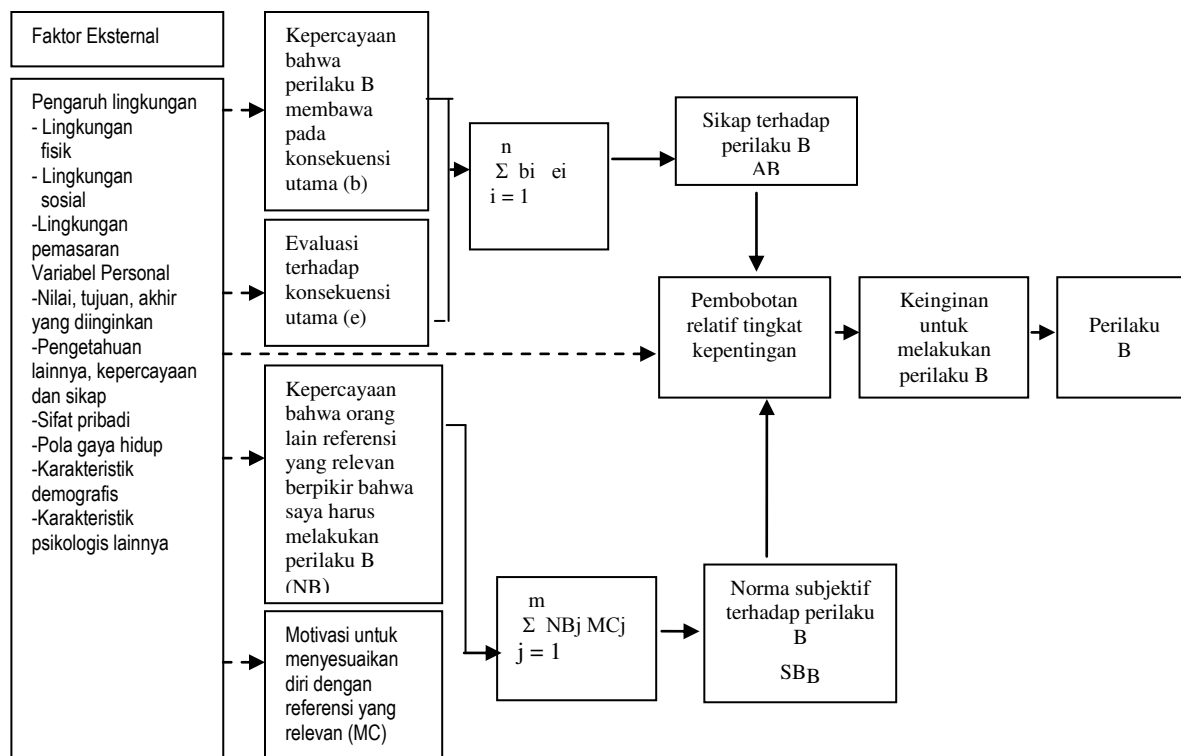 Faktor Eksternal
Pengaruh lingkungan
- Lingkungan
fisik
- Lingkungan
sosial
-Lingkungan
pemasaran
Variabel Personal
-Nilai, tujuan, akhir
yang diinginkan
-Pengetahuan
lainnya, kepercayaan
dan sikap
-Sifat pribadi
-Pola gaya hidup
-Karakteristik
demografis
-Karakteristik
psikologis lainnya
Kepercayaan
bahwa
perilaku B
membawa
pada
konsekuensi
utama (b)
Evaluasi
terhadap
konsekuensi
utama (e)
Kepercayaan
bahwa orang
lain referensi
yang relevan
berpikir bahwa
saya harus
melakukan
perilaku B
(NB)
Motivasi untuk
menyesuaikan
diri dengan
referensi yang
relevan (MC)
n
Σ bi ei
i = 1
m
Σ NBj MCj
j = 1
Sikap terhadap
perilaku B
AB
Pembobotan
relatif tingkat
kepentingan
Norma subjektif
terhadap perilaku
B
SBB
Keinginan
untuk
melakukan
perilaku B
Perilaku
B